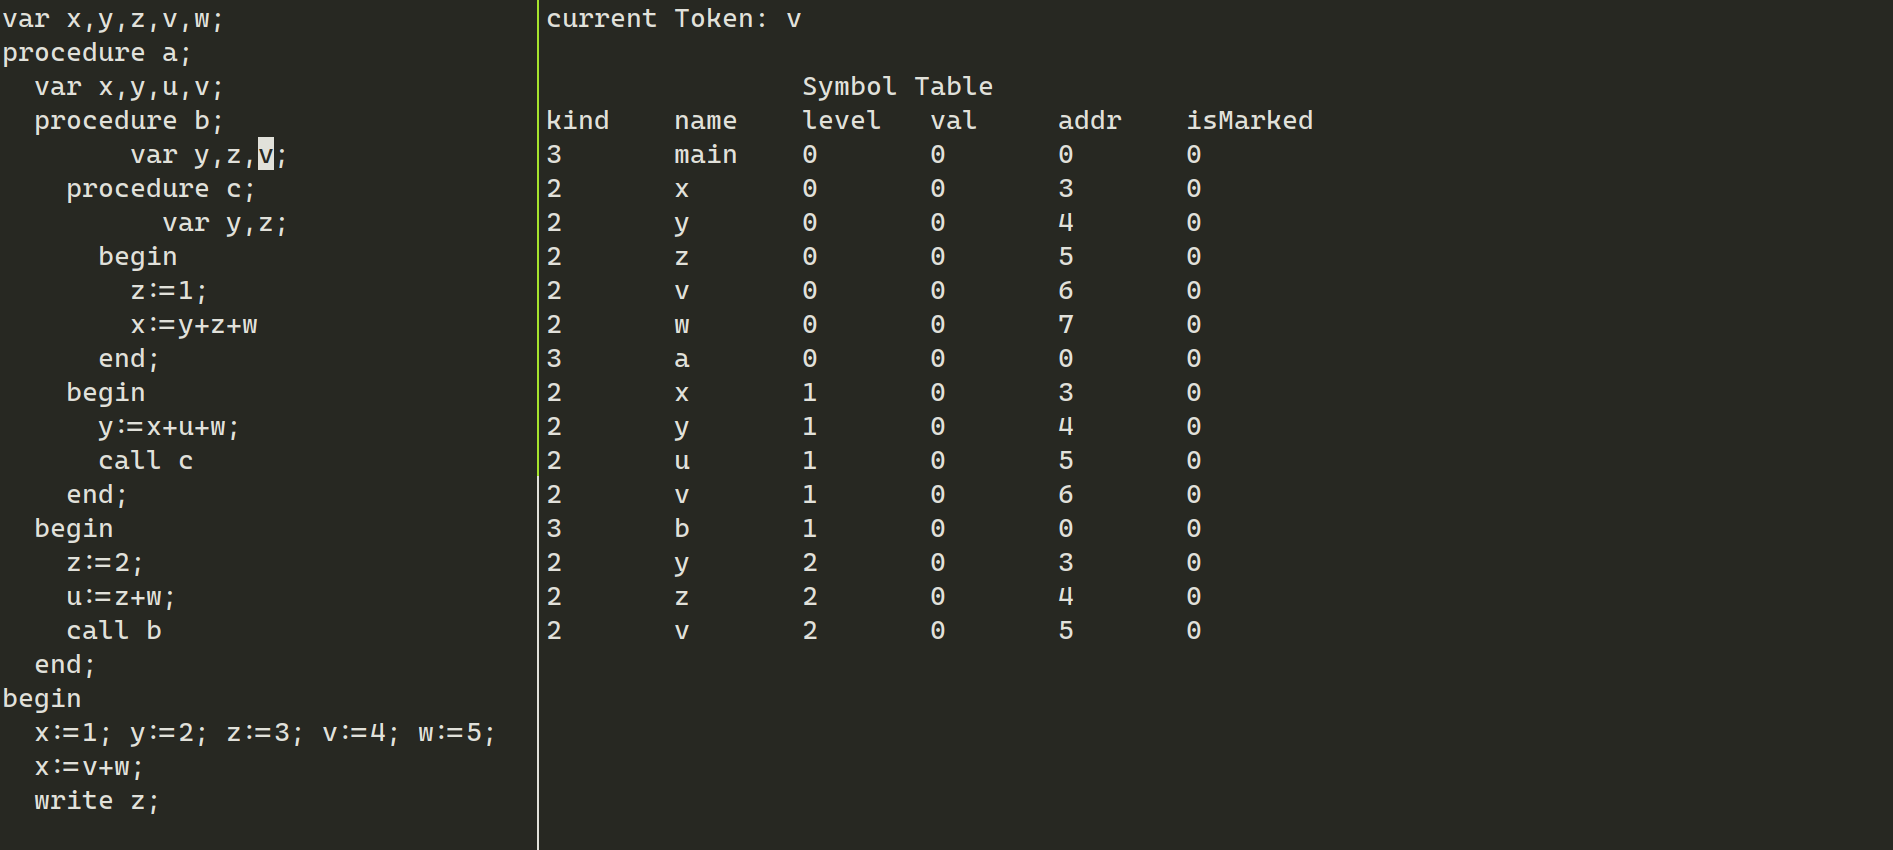 var x,y,z,v,w;
procedure a;
  var x,y,u,v;
  procedure b;
        var y,z,v;
    procedure c;
          var y,z;
      begin
        z:=1;
        x:=y+z+w
      end;
    begin
      y:=x+u+w;
      call c
    end;
  begin
    z:=2;
    u:=z+w;
    call b
  end;
begin
  x:=1; y:=2; z:=3; v:=4; w:=5;
  x:=v+w;
  write z;
current Token: v
Symbol Table
kind name level val addr isMarked
3 main 0 0 0 0
2 x 0 0 3 0
2 y 0 0 4 0
2 z 0 0 5 0
2 v 0 0 6 0
2 w 0 0 7 0
3 a 0 0 0 0
2 x 1 0 3 0
2 y 1 0 4 0
2 u 1 0 5 0
2 v 1 0 6 0
3 b 1 0 0 0
2 y 2 0 3 0
2 z 2 0 4 0
2 v 2 0 5 0